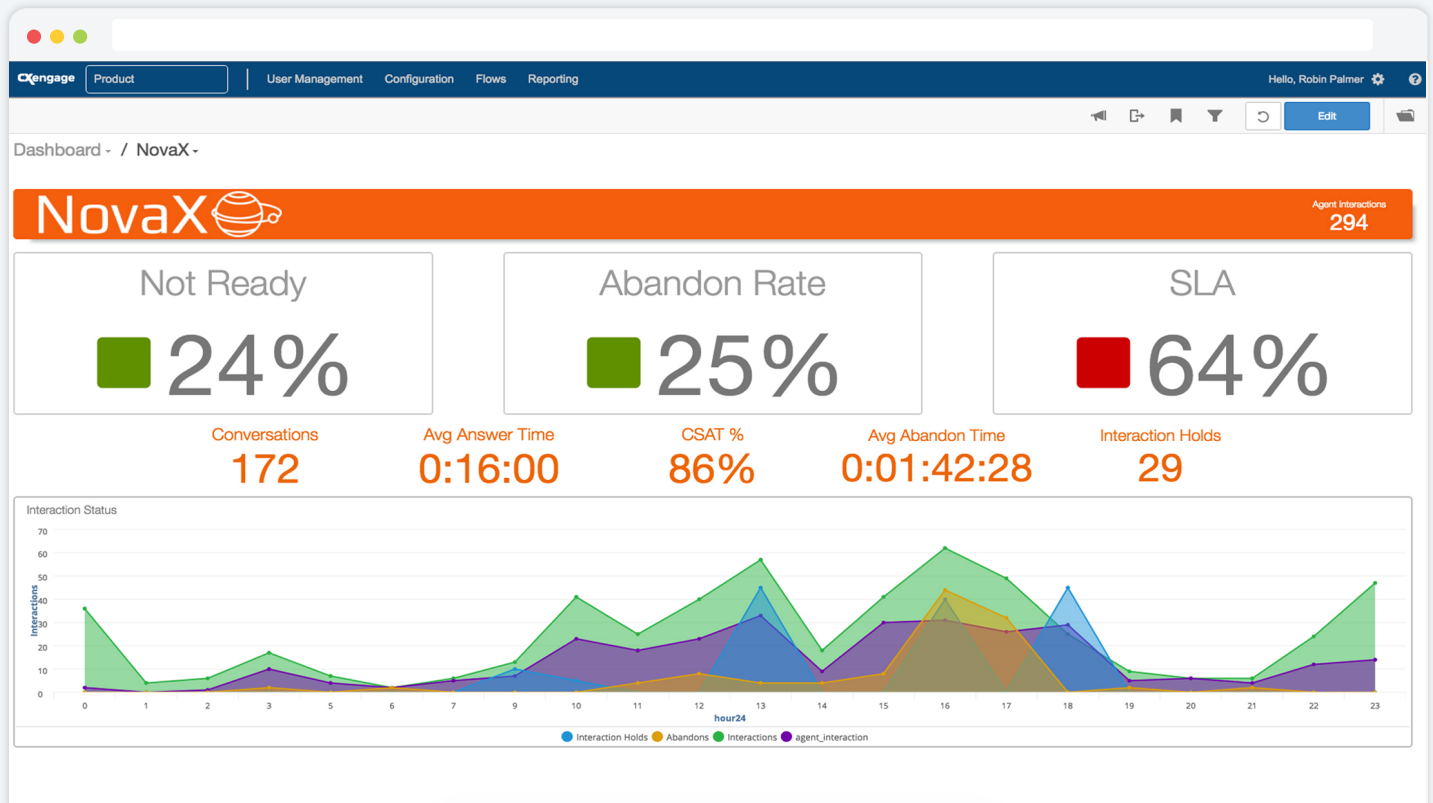 CXengage Product User Management Configuration Flows Reporting Hello, Robin Palmer ?
Edit
Dashboard / NovaX
NovaX
Agent Interactions
294
Not Ready Abandon Rate SLA
24% 25% 64%
Conversations Avg Answer Time CSAT % Avg Abandon Time Interaction Holds
172 0:16:00 86% 0:01:42:28 29
Interaction Status
70
60
50
40
30
20
10
0
Interactions
0 1 2 3 5 6 7 9 10 11 12 13 14 15 16 17 18 19 20 21 22 23
hour24
Interaction Holds Abandons Interactions agent_interaction